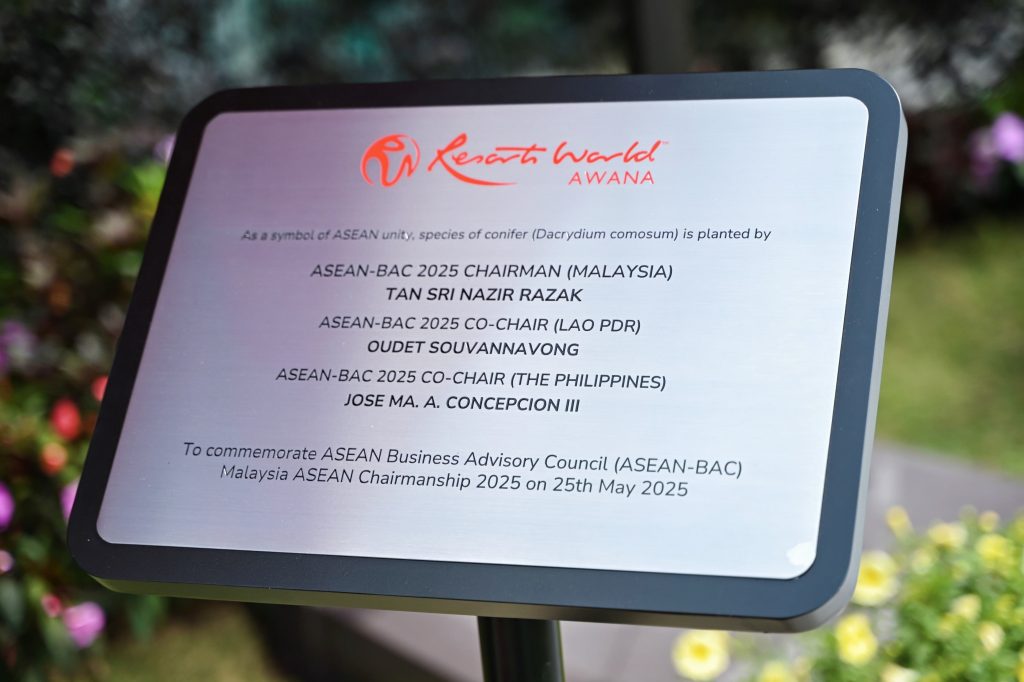 RW Resorts World™
AWANA
As a symbol of ASEAN unity, species of conifer (Dacrydium comosum) is planted by
ASEAN-BAC 2025 CHAIRMAN (MALAYSIA)
TAN SRI NAZIR RAZAK
ASEAN-BAC 2025 CO-CHAIR (LAO PDR)
OUDET SOUVANNAVONG
ASEAN-BAC 2025 CO-CHAIR (THE PHILIPPINES)
JOSE MA. A. CONCEPCION III
To commemorate ASEAN Business Advisory Council (ASEAN-BAC)
Malaysia ASEAN Chairmanship 2025 on 25th May 2025